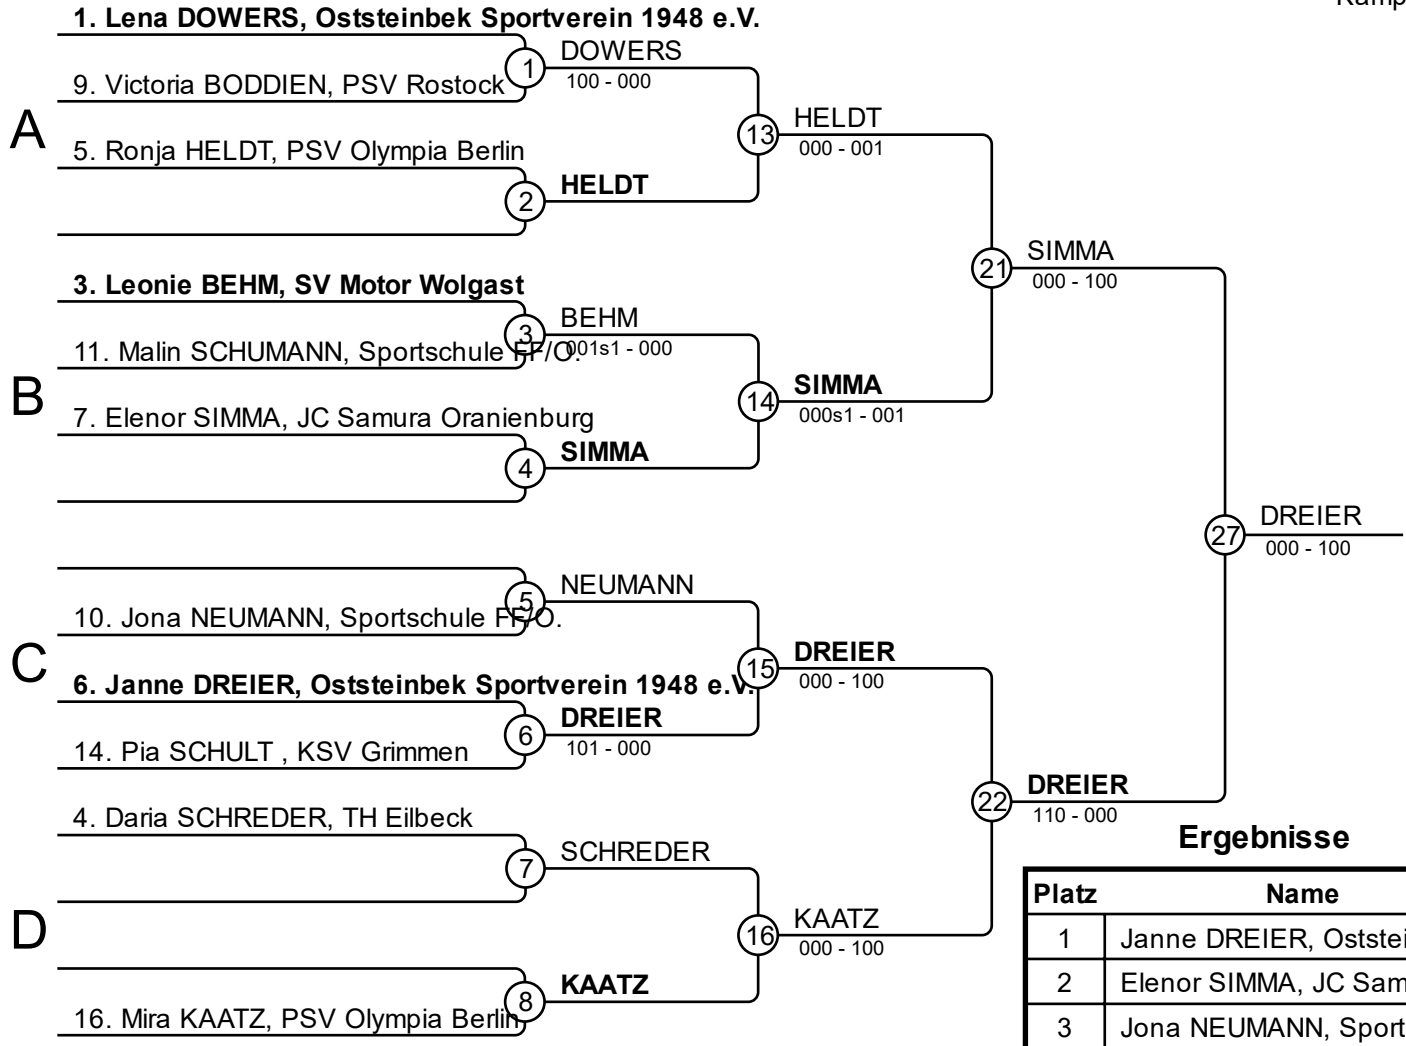 1. Lena DOWERS, Oststeinbek Sportverein 1948 e.V.
1
DOWERS
100 - 000
9. Victoria BODDIEN, PSV Rostock
A
13
HELDT
000 - 001
5. Ronja HELDT, PSV Olympia Berlin
2
HELDT
21
SIMMA
000 - 100
3. Leonie BEHM, SV Motor Wolgast
3
BEHM
001s1 - 000
11. Malin SCHUMANN, Sportschule FF/O.
B
14
SIMMA
000s1 - 001
7. Elenor SIMMA, JC Samura Oranienburg
4
SIMMA
27
DREIER
000 - 100
5
NEUMANN
10. Jona NEUMANN, Sportschule FF/O.
C
15
DREIER
000 - 100
6. Janne DREIER, Oststeinbek Sportverein 1948 e.V.
6
DREIER
101 - 000
14. Pia SCHULT , KSV Grimmen
22
DREIER
110 - 000
4. Daria SCHREDER, TH Eilbeck
7
SCHREDER
D
16
KAATZ
000 - 100
8
KAATZ
16. Mira KAATZ, PSV Olympia Berlin
Ergebnisse
Platz Name
1 Janne DREIER, Oststei
2 Elenor SIMMA, JC Sam
3 Jona NEUMANN, Sport